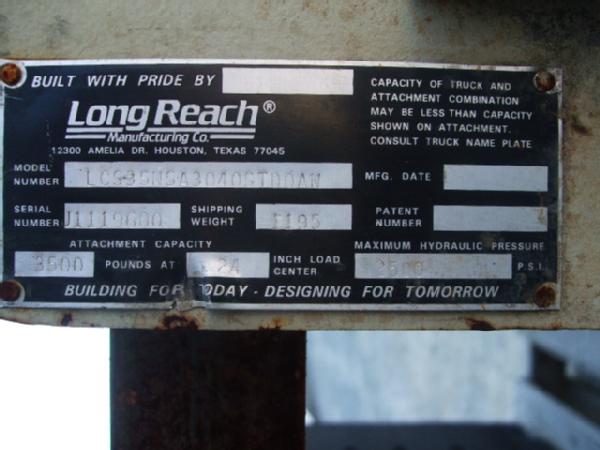 BUILT WITH PRIDE BY
Long Reach®
Manufacturing Co.
12300 AMELIA DR. HOUSTON, TEXAS 77045
CAPACITY OF TRUCK AND
ATTACHMENT COMBINATION
MAY BE LESS THAN CAPACITY
SHOWN ON ATTACHMENT.
CONSULT TRUCK NAME PLATE
MODEL NUMBER LCS35NSA3040STDOAN
MFG. DATE
SERIAL NUMBER J1119600 SHIPPING WEIGHT 1195 PATENT NUMBER
ATTACHMENT CAPACITY MAXIMUM HYDRAULIC PRESSURE
3500 POUNDS AT 24 INCH LOAD CENTER P.S.I.
BUILDING FOR TODAY - DESIGNING FOR TOMORROW